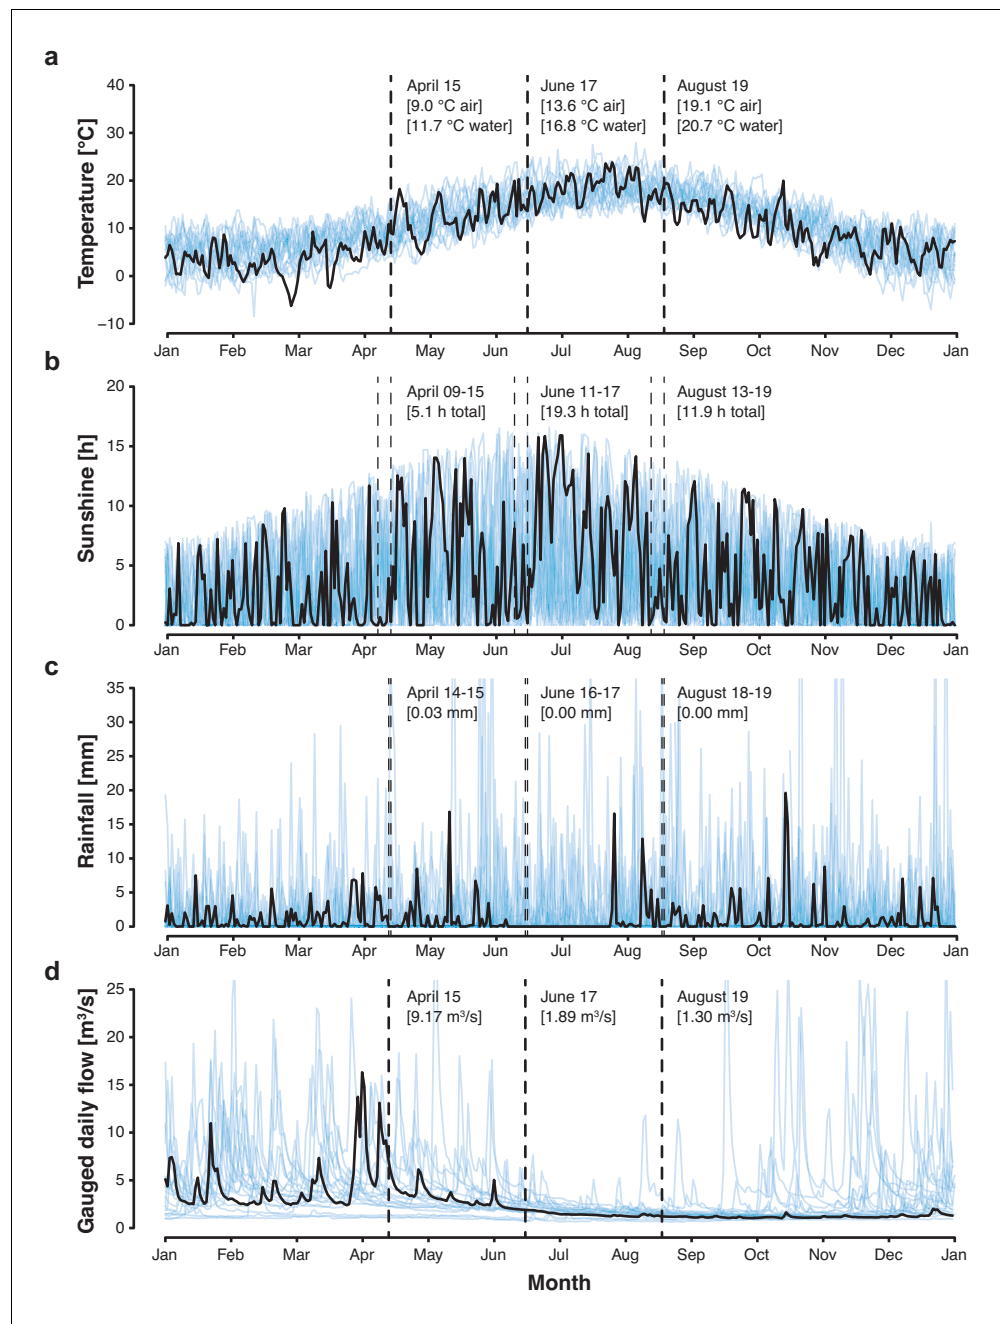 a
April 15
[9.0 °C air]
[11.7 °C water]
June 17
[13.6 °C air]
[16.8 °C water]
August 19
[19.1 °C air]
[20.7 °C water]
Temperature [°C]
40
30
20
10
0
−10
Jan Feb Mar Apr May Jun Jul Aug Sep Oct Nov Dec Jan
b
April 09-15
[5.1 h total]
June 11-17
[19.3 h total]
August 13-19
[11.9 h total]
Sunshine [h]
20
15
10
5
0
Jan Feb Mar Apr May Jun Jul Aug Sep Oct Nov Dec Jan
c
April 14-15
[0.03 mm]
June 16-17
[0.00 mm]
August 18-19
[0.00 mm]
Rainfall [mm]
35
30
25
20
15
10
5
0
Jan Feb Mar Apr May Jun Jul Aug Sep Oct Nov Dec Jan
d
April 15
[9.17 m³/s]
June 17
[1.89 m³/s]
August 19
[1.30 m³/s]
Gauged daily flow [m³/s]
25
20
15
10
5
0
Jan Feb Mar Apr May Jun Jul Aug Sep Oct Nov Dec Jan
Month